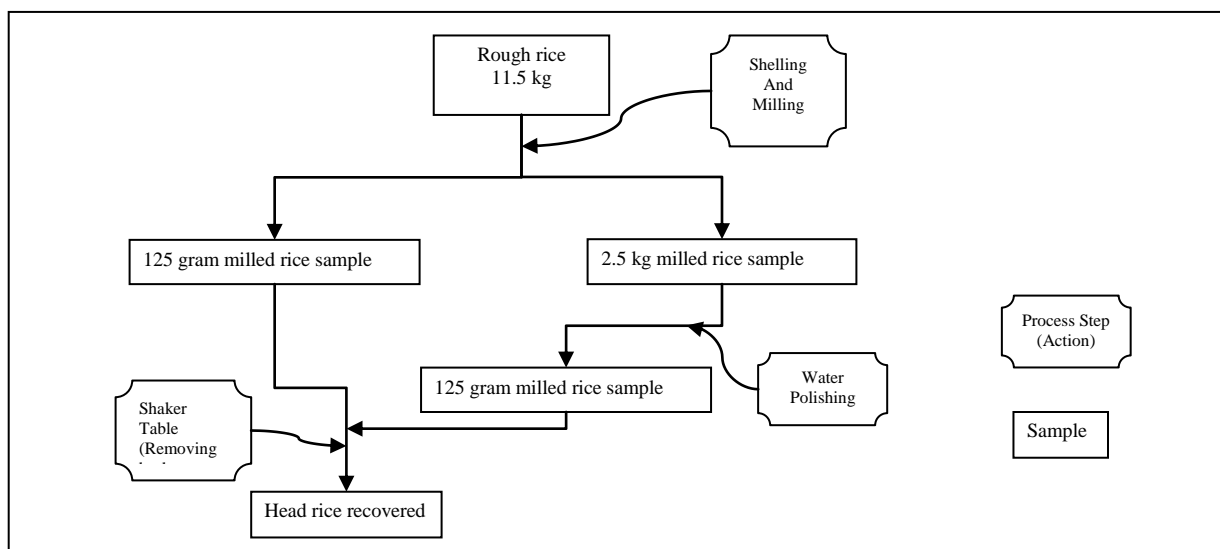 Rough rice
11.5 kg
Shelling
And
Milling
125 gram milled rice sample
2.5 kg milled rice sample
Process Step
(Action)
125 gram milled rice sample
Water
Polishing
Shaker
Table
(Removing
Sample
Head rice recovered